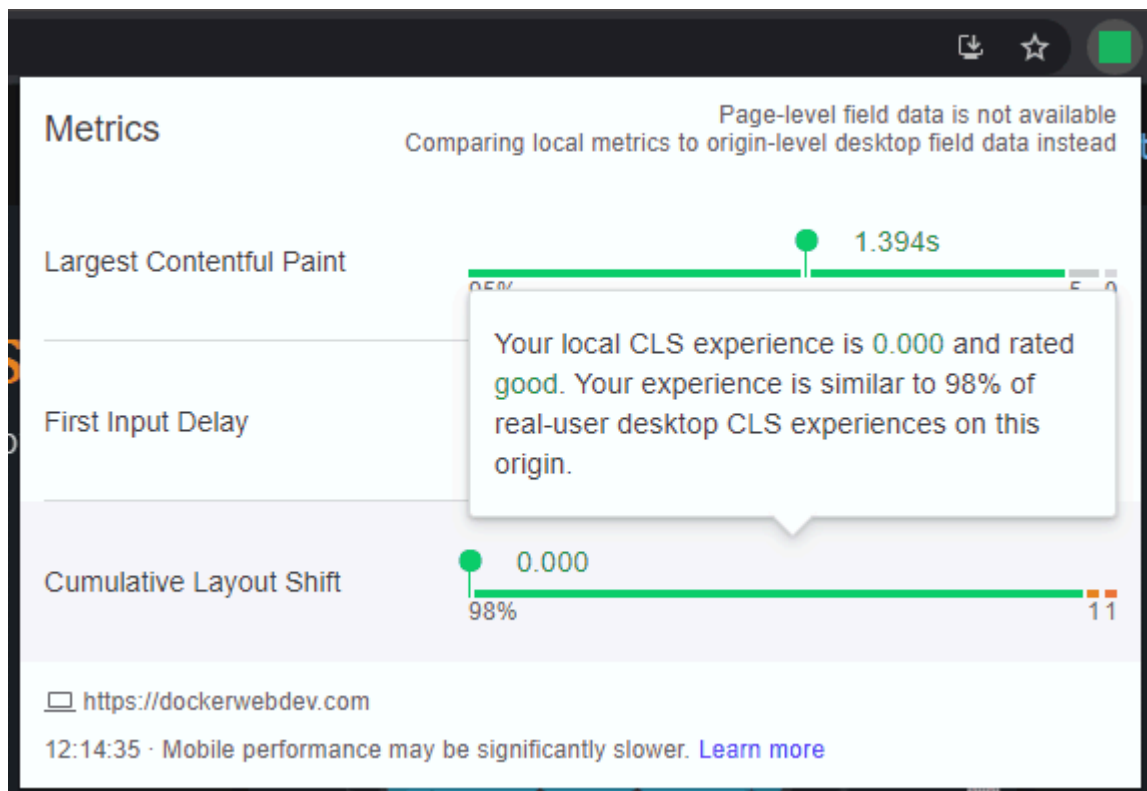 Metrics
Page-level field data is not available
Comparing local metrics to origin-level desktop field data instead
Largest Contentful Paint
1.394s
95%
5
0
Your local CLS experience is 0.000 and rated
good. Your experience is similar to 98% of
real-user desktop CLS experiences on this
origin.
First Input Delay
Cumulative Layout Shift
0.000
98%
1 1
https://dockerwebdev.com
12:14:35 · Mobile performance may be significantly slower. Learn more